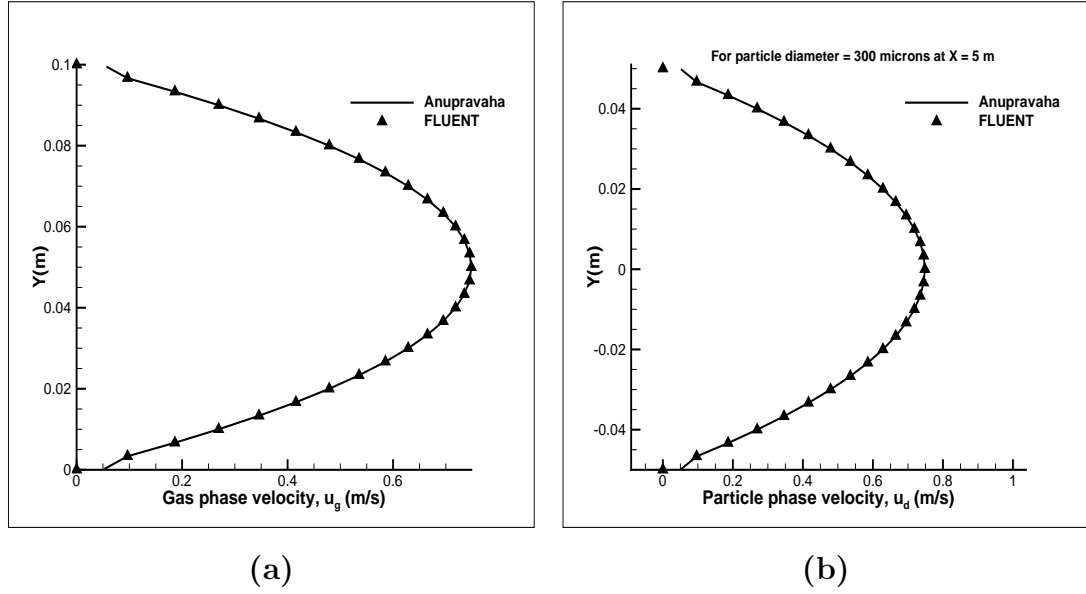 0.1
0.08
0.06
0.04
0.02
0
Y(m)
0.2 0.4 0.6
Gas phase velocity, u_g (m/s)
Anupravaha
FLUENT
(a)
For particle diameter = 300 microns at X = 5 m
0.04
0.02
0
-0.02
-0.04
Y(m)
0 0.2 0.4 0.6 0.8 1
Particle phase velocity, u_d (m/s)
Anupravaha
FLUENT
(b)